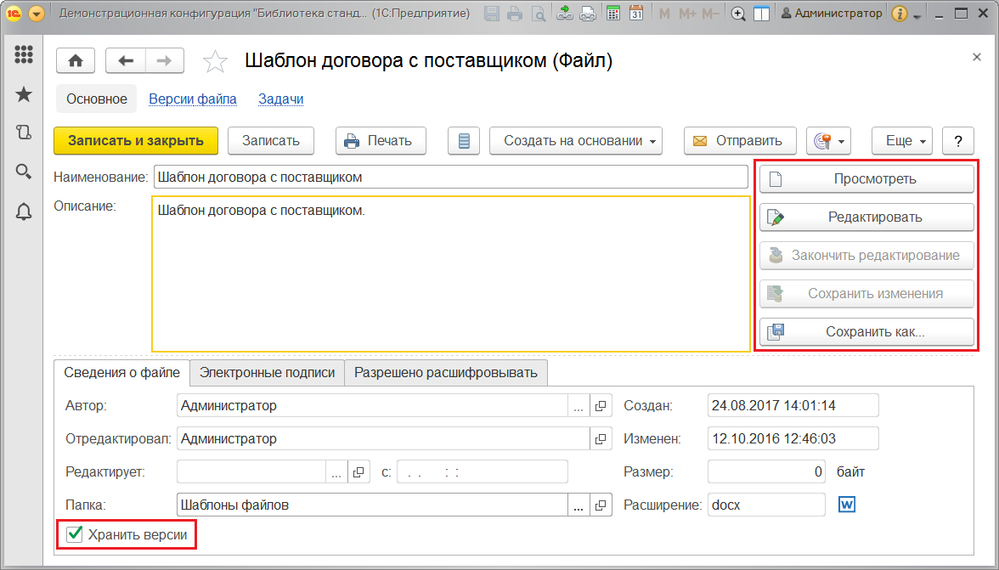 Демонстрационная конфигурация "Библиотека станд... (1С:Предприятие) 31 M M+ M- Администратор
Шаблон договора с поставщиком (Файл)
Основное Версии файла Задачи
Записать и закрыть Записать Печать Создать на основании Отправить Еще ?
Наименование: Шаблон договора с поставщиком Просмотреть
Описание: Шаблон договора с поставщиком.
Редактировать
Закончить редактирование
Сохранить изменения
Сохранить как...
Сведения о файле Электронные подписи Разрешено расшифровывать
Автор: Администратор ... Создан: 24.08.2017 14:01:14
Отредактировал: Администратор Изменен: 12.10.2016 12:46:03
Редактирует: ... с: . . : : Размер: 0 байт
Папка: Шаблоны файлов ... Расширение: docx W
Хранить версии